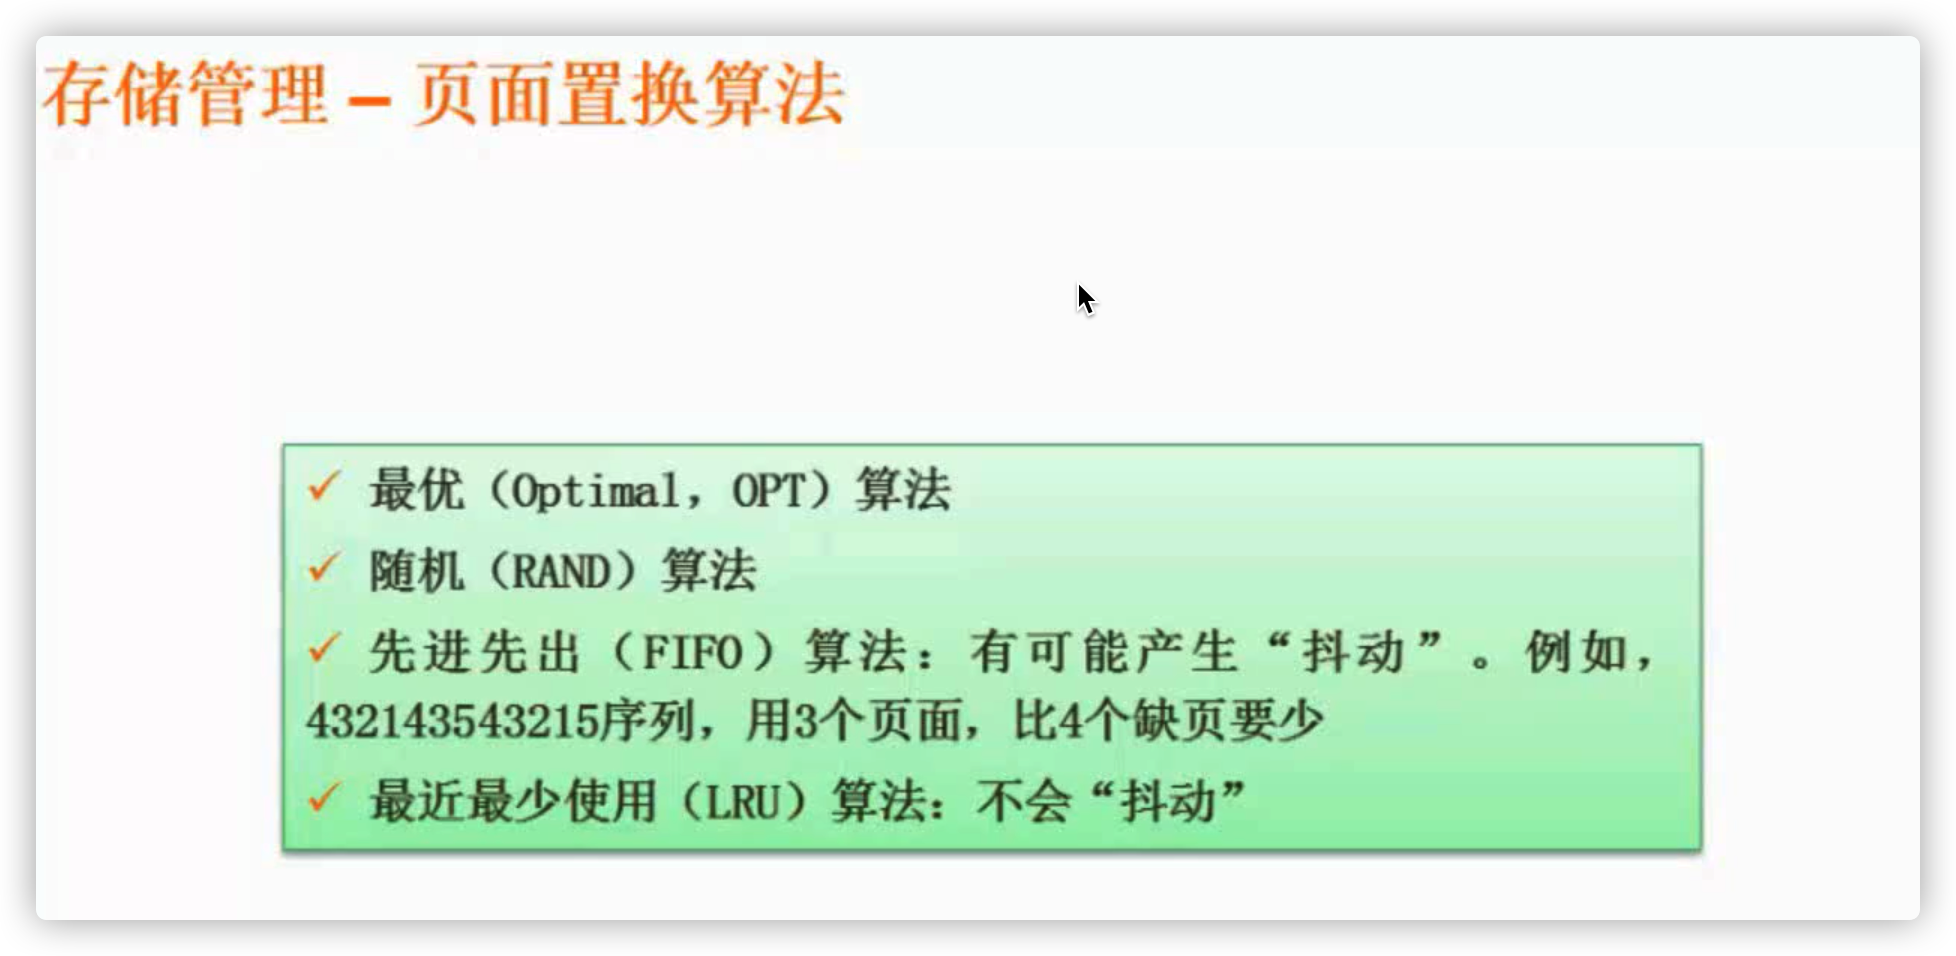 存储管理 – 页面置换算法
✓ 最优（Optimal，OPT）算法
✓ 随机（RAND）算法
✓ 先进先出（FIFO）算法：有可能产生“抖动”。例如，
432143543215序列，用3个页面，比4个缺页要少
✓ 最近最少使用（LRU）算法：不会“抖动”